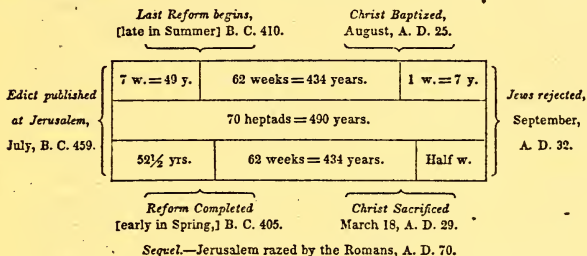 Last Reform begins,
[late in Summer] B. C. 410.
Christ Baptized,
August, A. D. 25.
Edict published
at Jerusalem,
July, B. C. 459.
7 w. = 49 y.
62 weeks = 434 years.
1 w. = 7 y.
70 heptads = 490 years.
52½ yrs.
62 weeks = 434 years.
Half w.
Jews rejected,
September,
A. D. 32.
Reform Completed
[early in Spring,] B. C. 405.
Christ Sacrificed
March 18, A. D. 29.
Sequel.—Jerusalem razed by the Romans, A. D. 70.